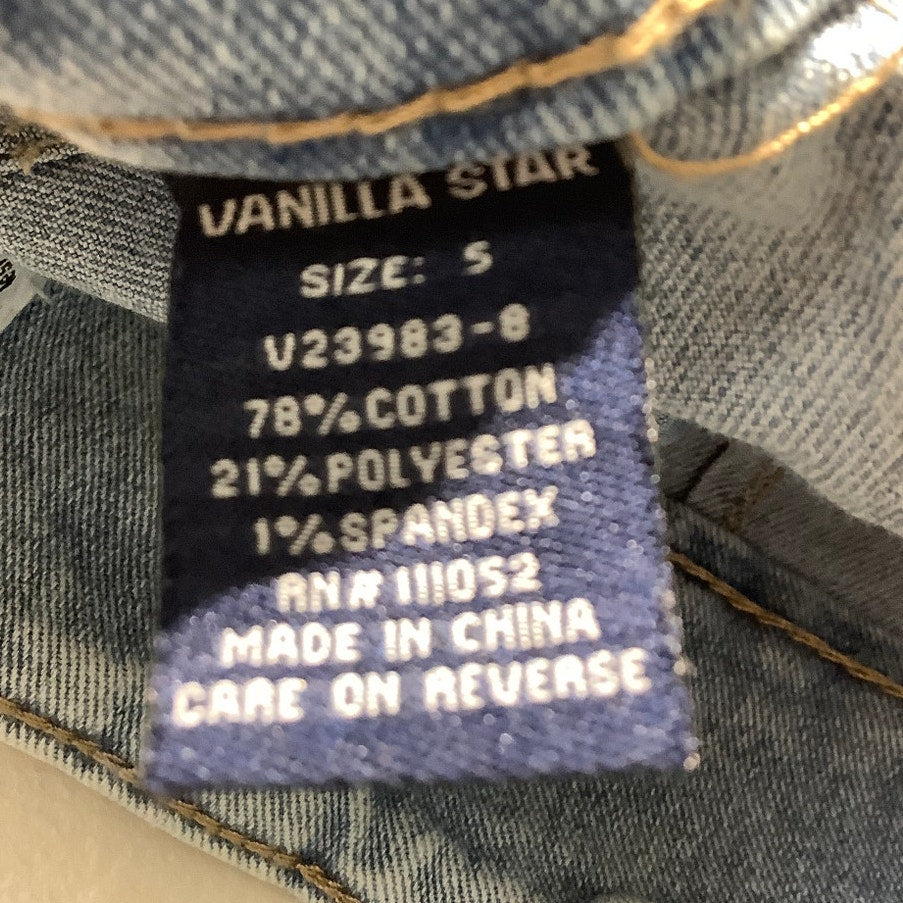 VANILLA STAR
SIZE: 5
V23983-8
78% COTTON
21% POLYESTER
1% SPANDEX
RN# 111052
MADE IN CHINA
CARE ON REVERSE